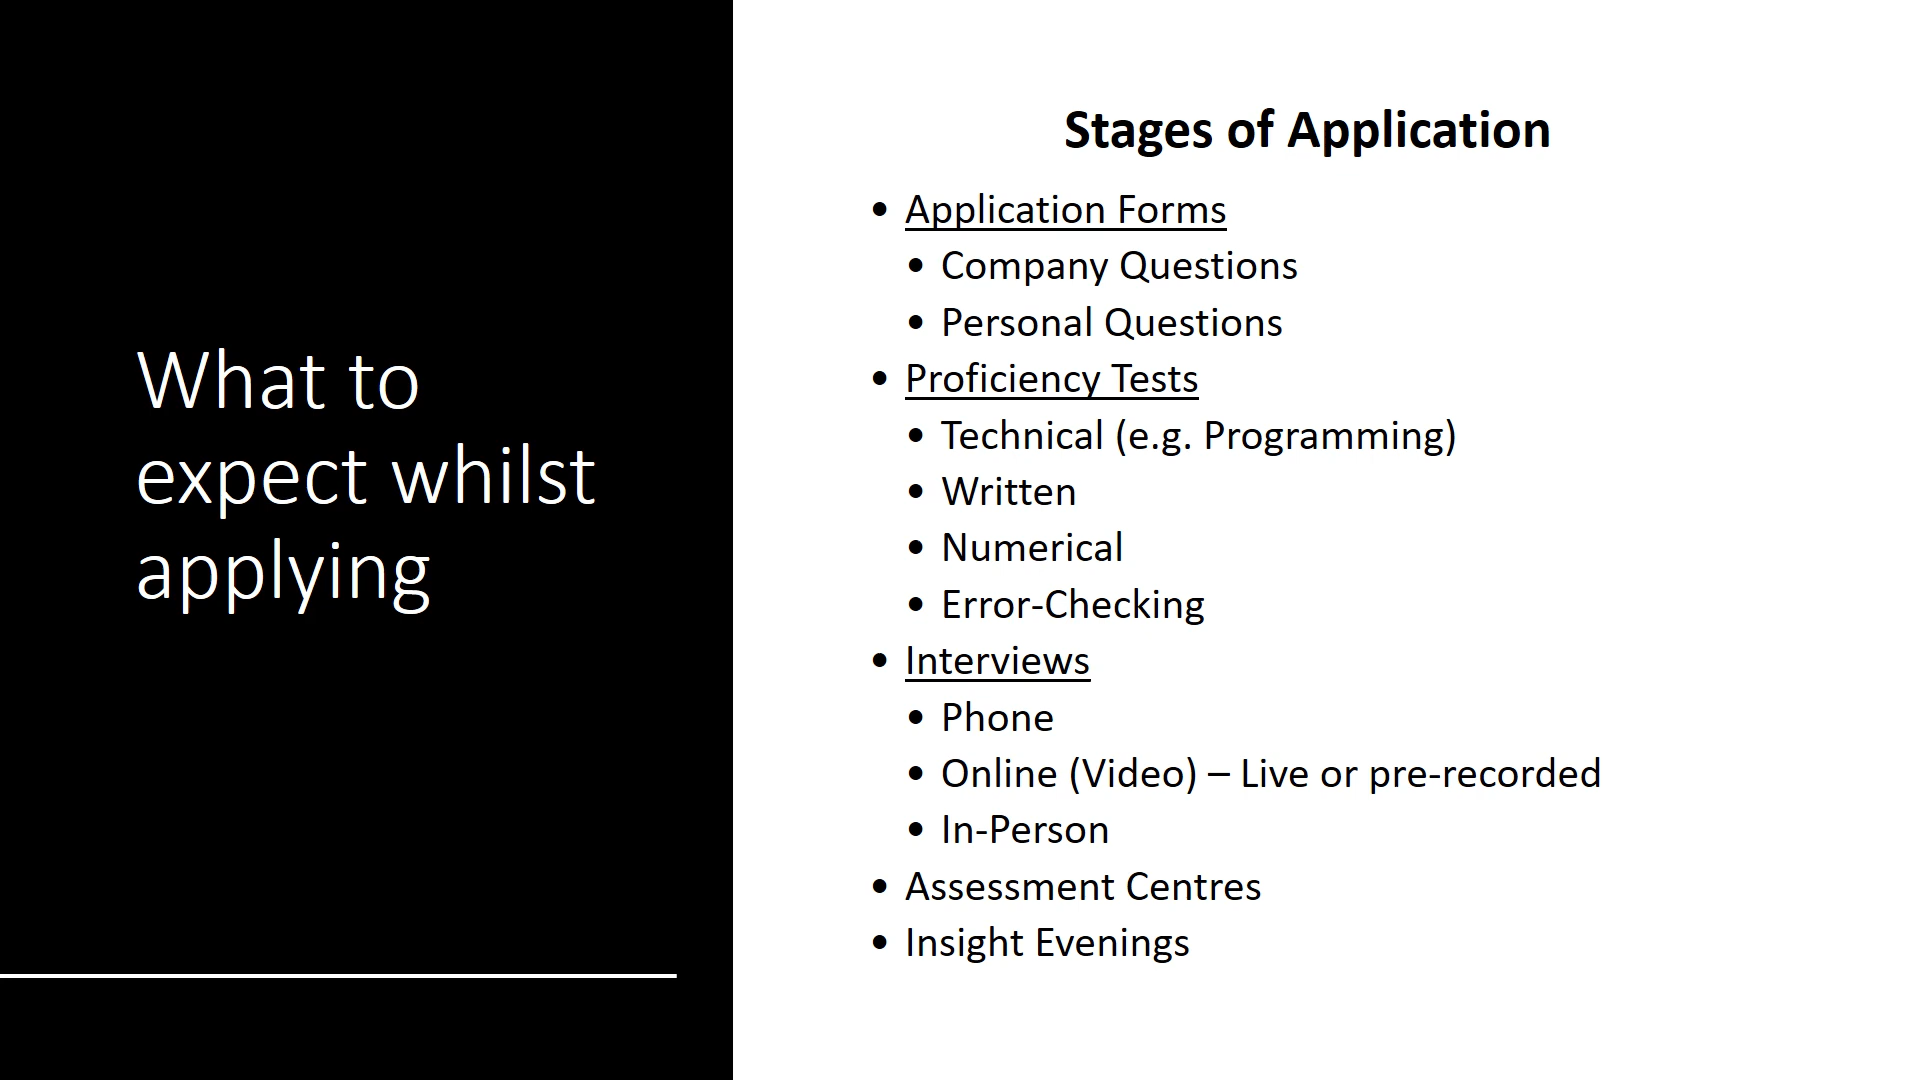 What to
expect whilst
applying
Stages of Application
• Application Forms
• Company Questions
• Personal Questions
• Proficiency Tests
• Technical (e.g. Programming)
• Written
• Numerical
• Error-Checking
• Interviews
• Phone
• Online (Video) – Live or pre-recorded
• In-Person
• Assessment Centres
• Insight Evenings